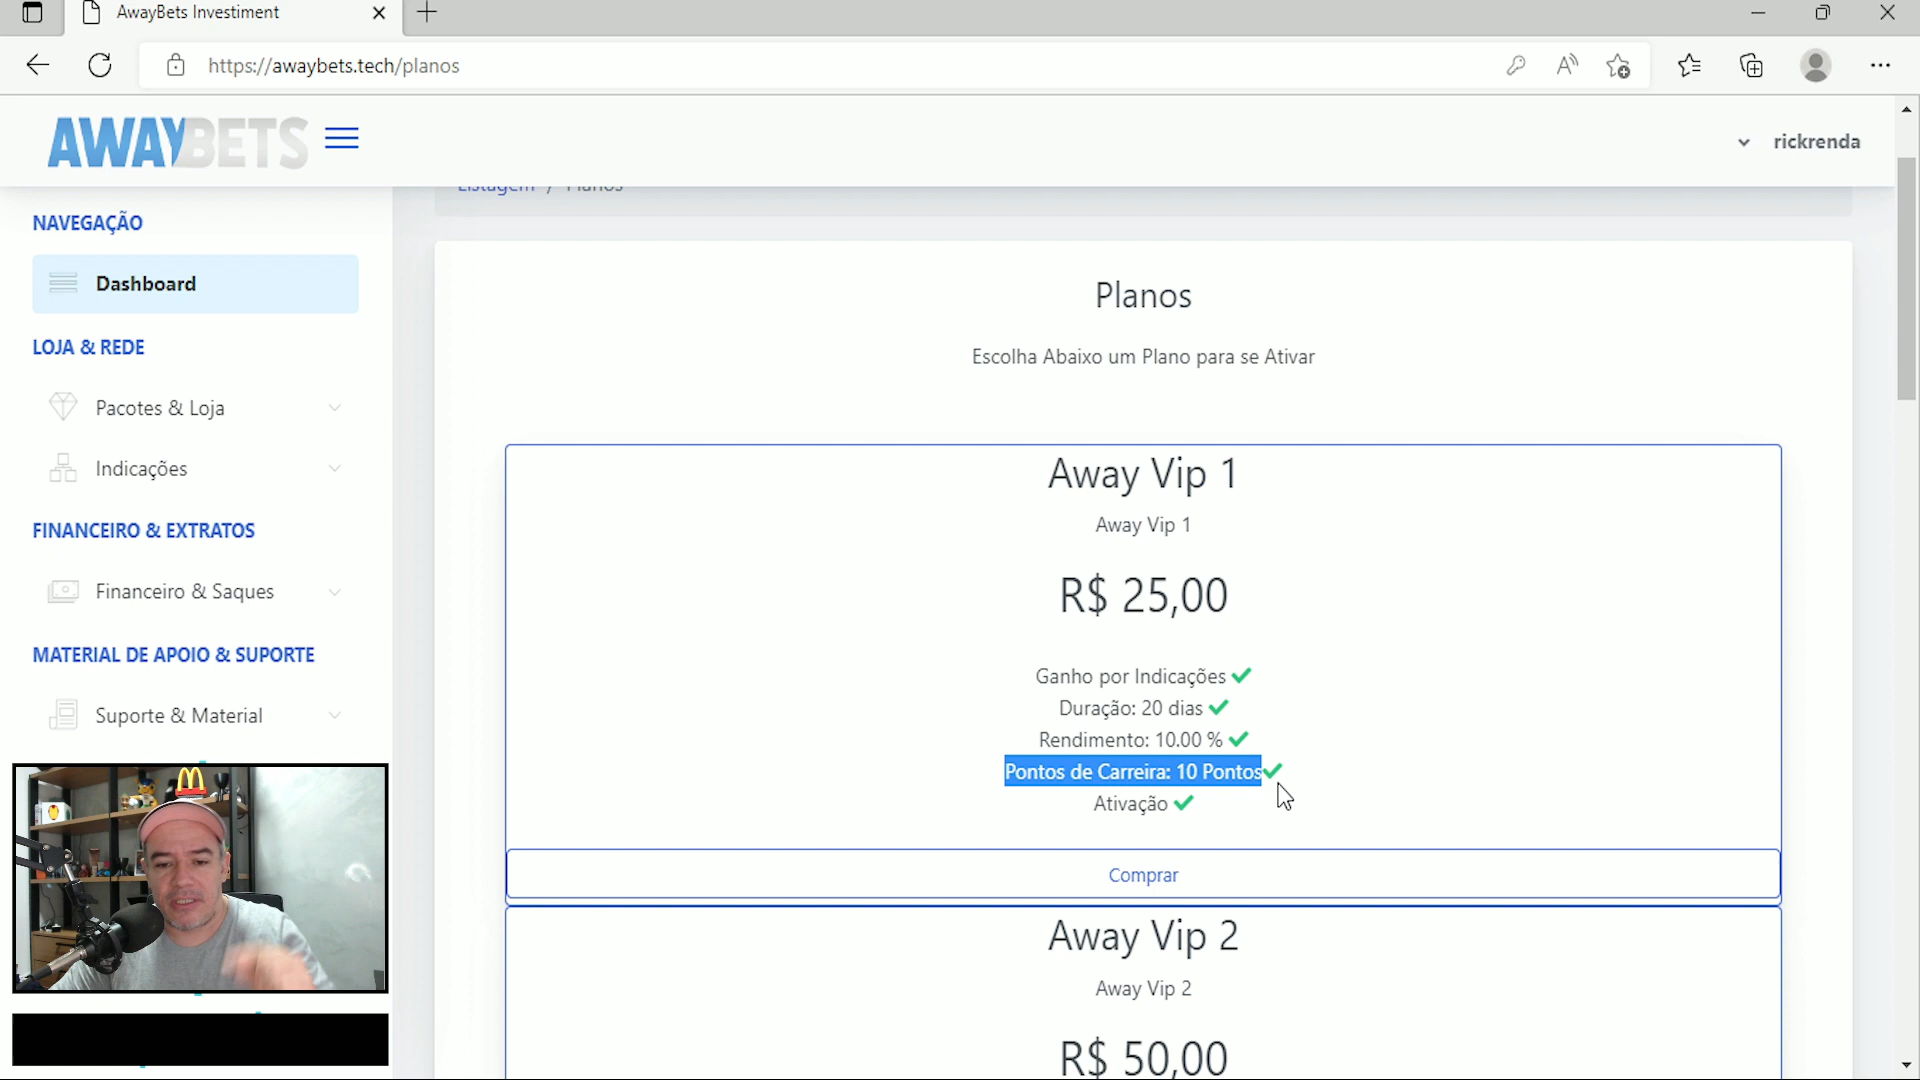 AwayBets Investiment
https://awaybets.tech/planos
AWAYBETS
rickrenda
Listagem / Planos
NAVEGAÇÃO
Dashboard
LOJA & REDE
Pacotes & Loja
Indicações
FINANCEIRO & EXTRATOS
Financeiro & Saques
MATERIAL DE APOIO & SUPORTE
Suporte & Material
Planos
Escolha Abaixo um Plano para se Ativar
Away Vip 1
Away Vip 1
R$ 25,00
Ganho por Indicações
Duração: 20 dias
Rendimento: 10.00 %
Pontos de Carreira: 10 Pontos
Ativação
Comprar
Away Vip 2
Away Vip 2
R$ 50,00